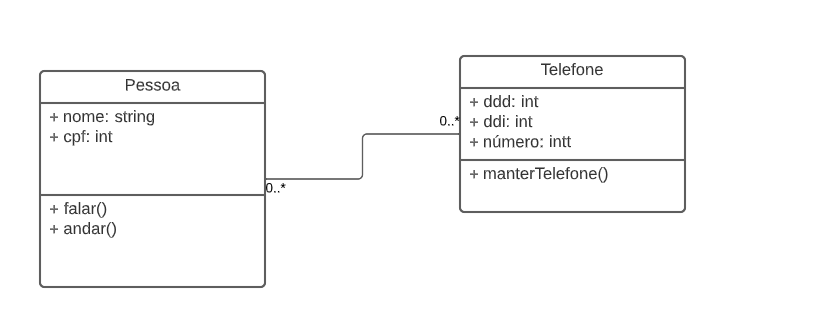 Pessoa
+ nome: string
+ cpf: int
+ falar()
+ andar()
0..*
0..*
Telefone
+ ddd: int
+ ddi: int
+ número: intt
+ manterTelefone()